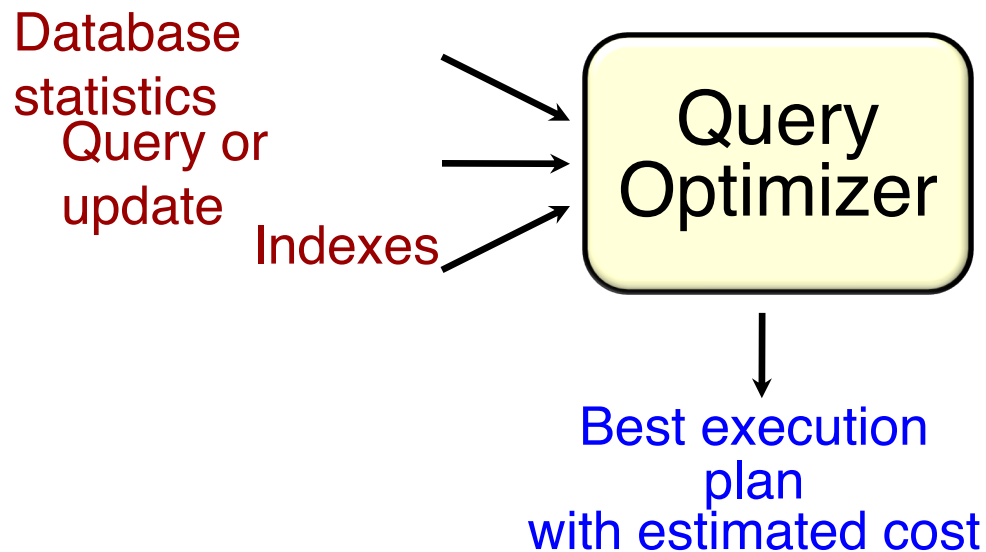 Database
statistics
Query or
update
Indexes
Query
Optimizer
Best execution
plan
with estimated cost